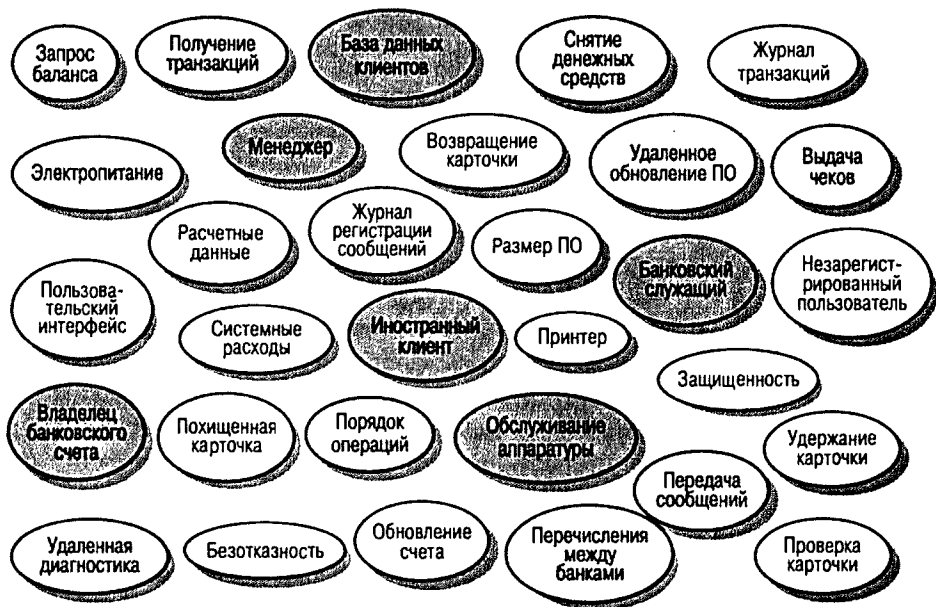 Запрос
баланса
Получение
транзакций
База данных
клиентов
Снятие
денежных
средств
Журнал
транзакций
Электропитание
Менеджер
Возвращение
карточки
Удаленное
обновление ПО
Выдача
чеков
Расчетные
данные
Журнал
регистрации
сообщений
Размер ПО
Банковский
служащий
Незарегист-
рированный
пользователь
Пользова-
тельский
интерфейс
Системные
расходы
Иностранный
клиент
Принтер
Защищенность
Владелец
банковского
счета
Похищенная
карточка
Порядок
операций
Обслуживание
аппаратуры
Удержание
карточки
Передача
сообщений
Удаленная
диагностика
Безотказность
Обновление
счета
Перечисления
между
банками
Проверка
карточки